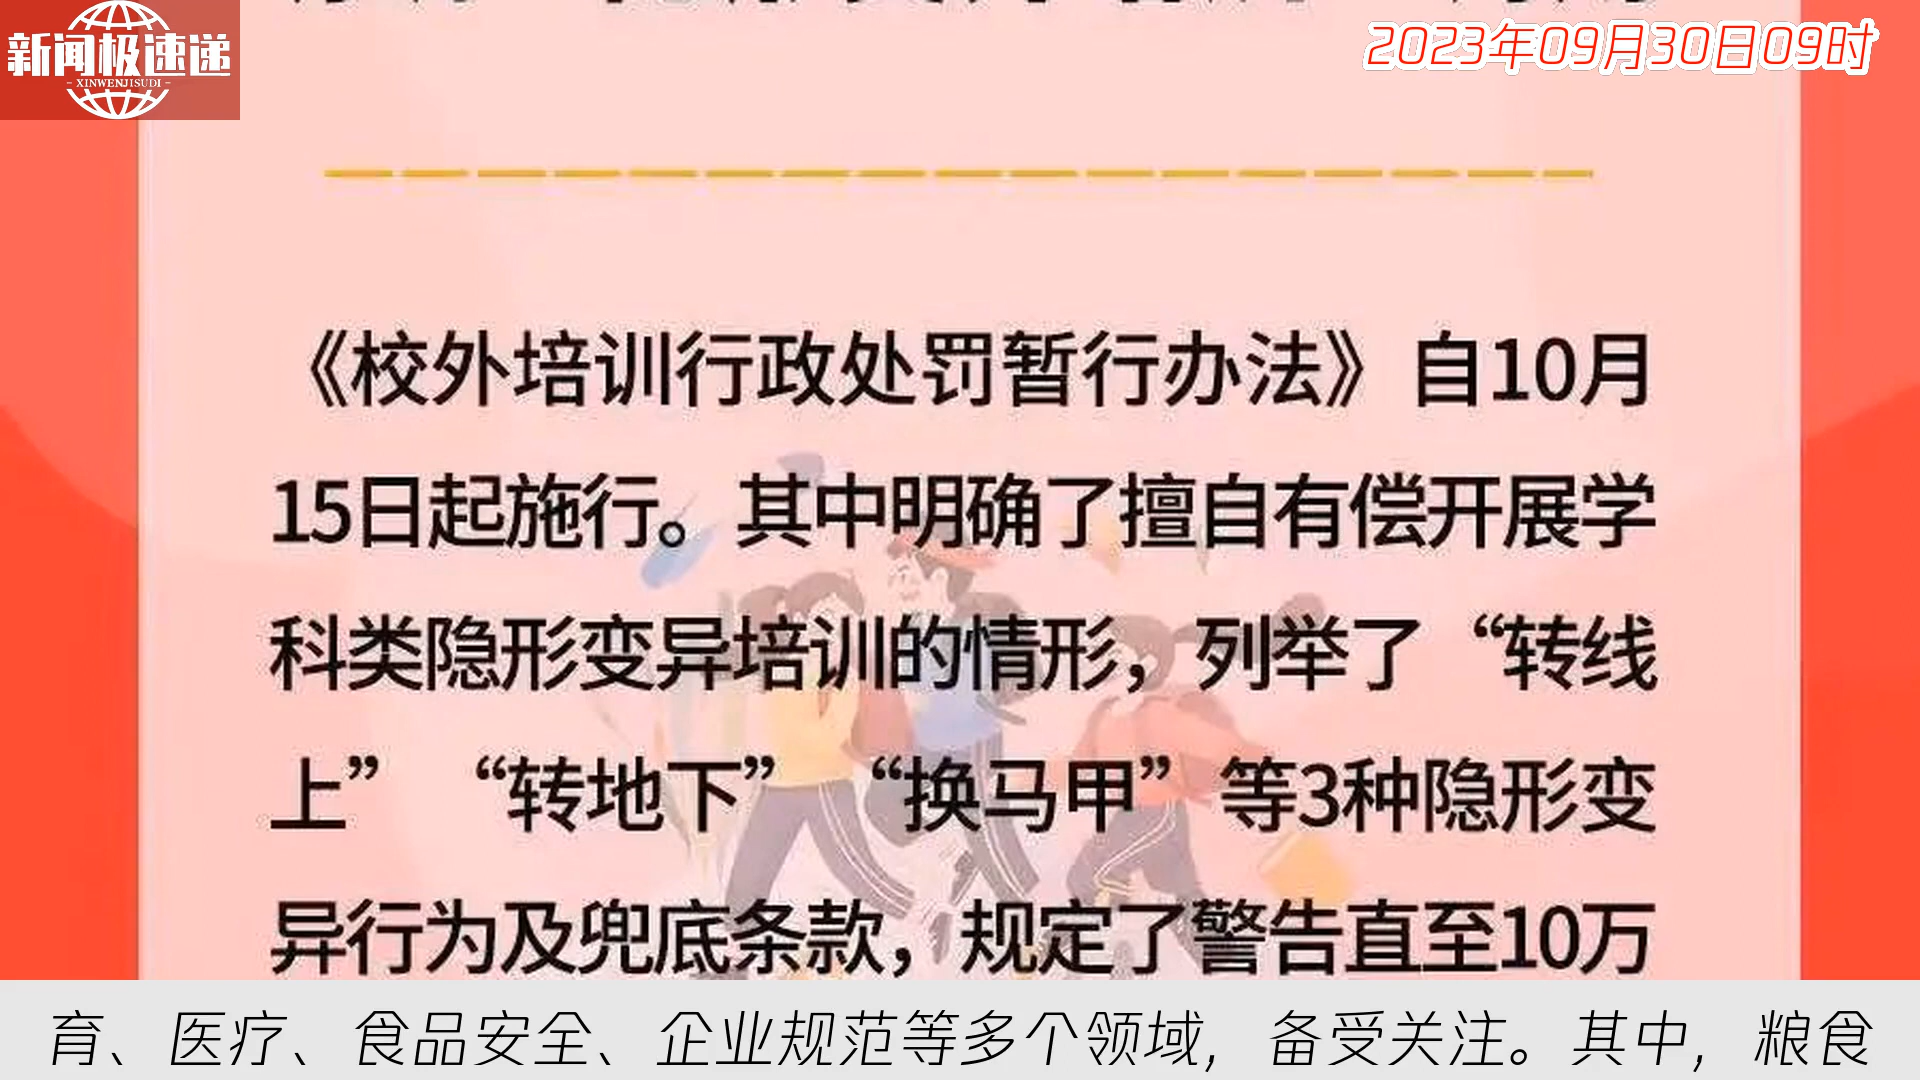 新闻极速递
XINWENJISUDI
2023年09月30日09时
《校外培训行政处罚暂行办法》自10月
15日起施行。其中明确了擅自有偿开展学
科类隐形变异培训的情形，列举了“转线
上”“转地下”“换马甲”等3种隐形变
异行为及兜底条款，规定了警告直至10万
育、医疗、食品安全、企业规范等多个领域，备受关注。其中，粮食